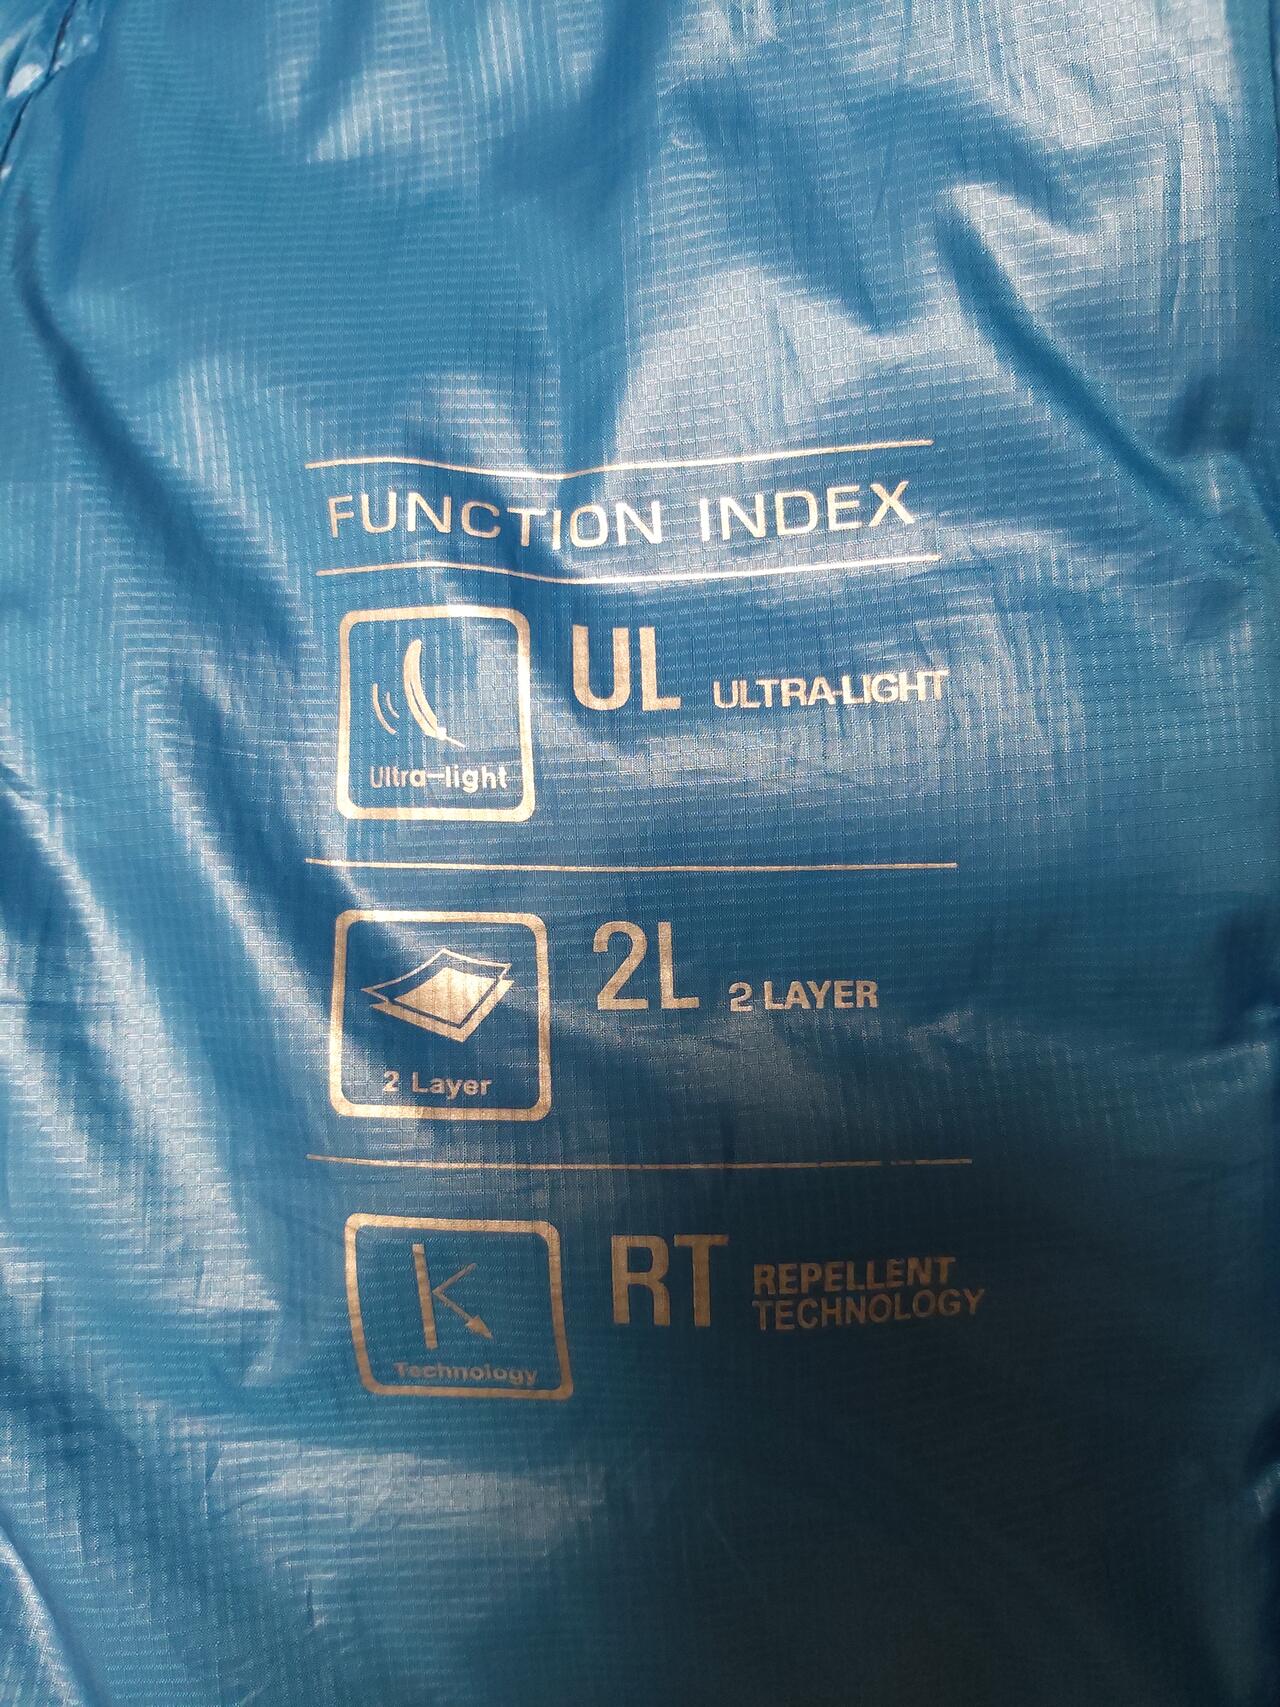 FUNCTION INDEX
UL ULTRA-LIGHT
Ultra-light
2L 2 LAYER
2 Layer
RT REPELLENT
TECHNOLOGY
Technology